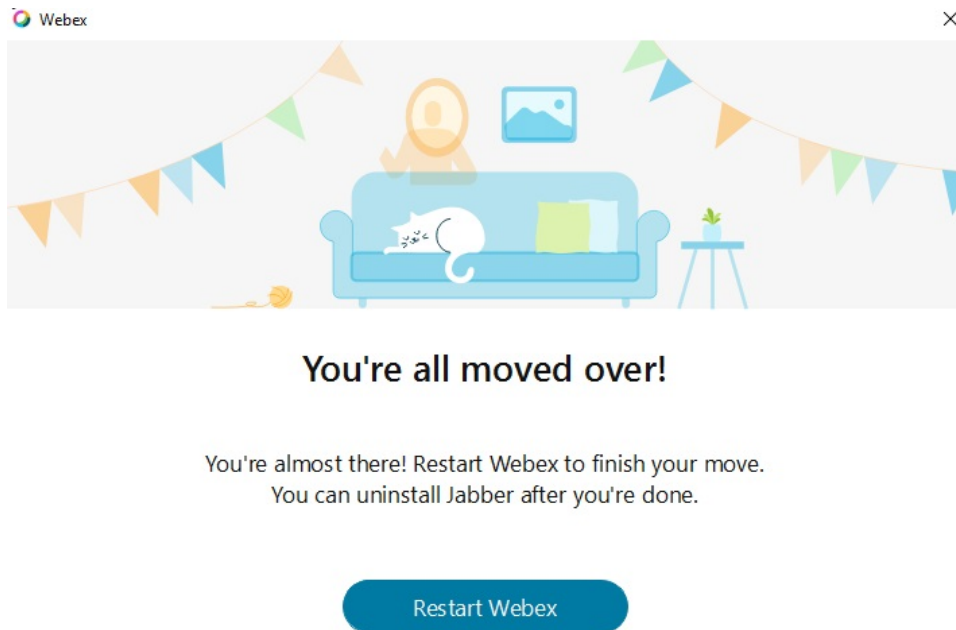 Webex
You're all moved over!
You're almost there! Restart Webex to finish your move.
You can uninstall Jabber after you're done.
Restart Webex